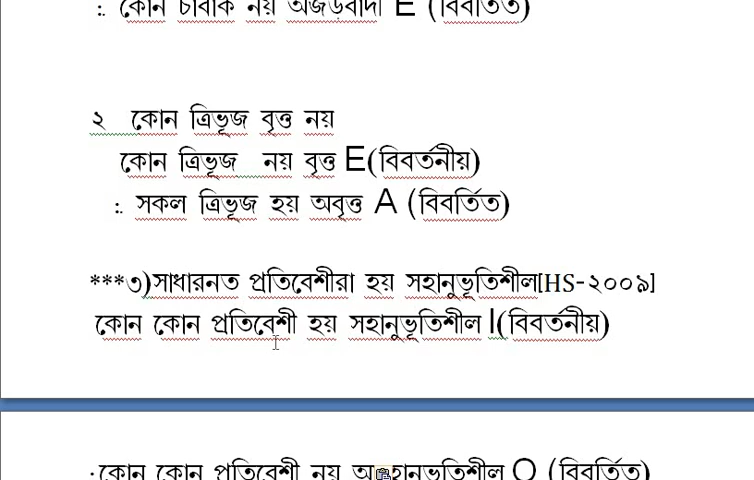 ∴ কোন চার্বাক নয় অজড়বাদী E (বিবর্তিত)
২ কোন ত্রিভূজ বৃত্ত নয়
কোন ত্রিভূজ নয় বৃত্ত E(বিবর্তনীয়)
∴ সকল ত্রিভূজ হয় অবৃত্ত A (বিবর্তিত)
***৩)সাধারনত প্রতিবেশীরা হয় সহানুভূতিশীল[HS-২০০৯]
কোন কোন প্রতিবেশী হয় সহানুভূতিশীল I(বিবর্তনীয়)
∴কোন কোন প্রতিবেশী নয় অসহানুভূতিশীল O (বিবর্তিত)